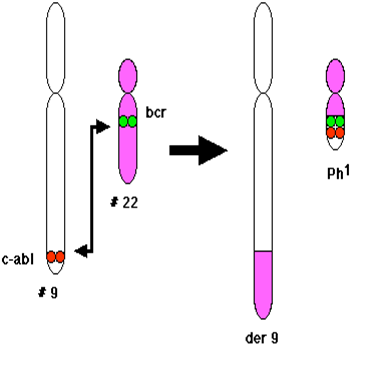 bcr
# 22
c-abl
# 9
ph1
der 9